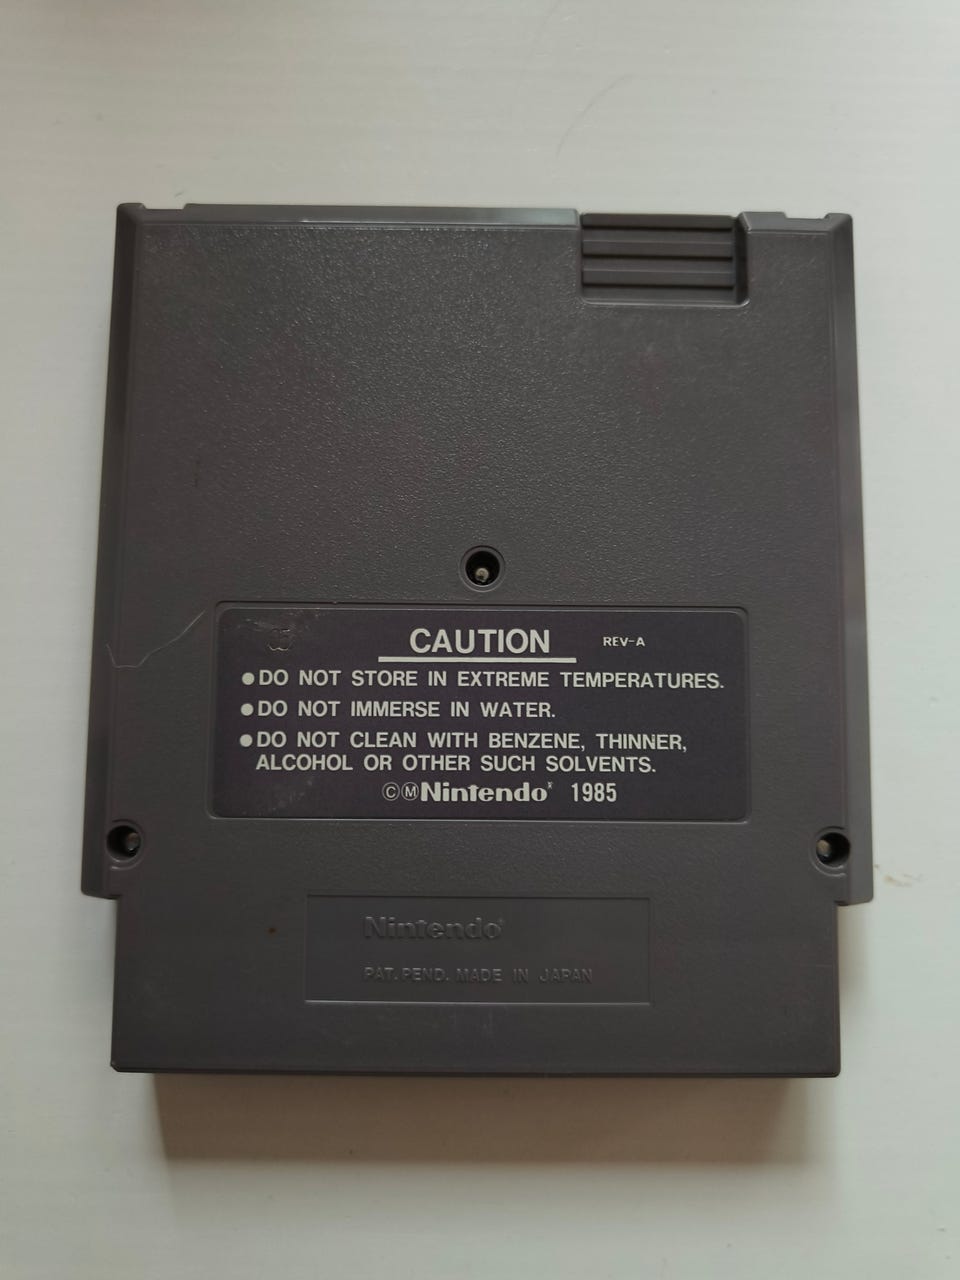 CAUTION REV-A
●DO NOT STORE IN EXTREME TEMPERATURES.
●DO NOT IMMERSE IN WATER.
●DO NOT CLEAN WITH BENZENE, THINNER,
ALCOHOL OR OTHER SUCH SOLVENTS.
©ⓂNintendo 1985
Nintendo
PAT. PEND. MADE IN JAPAN